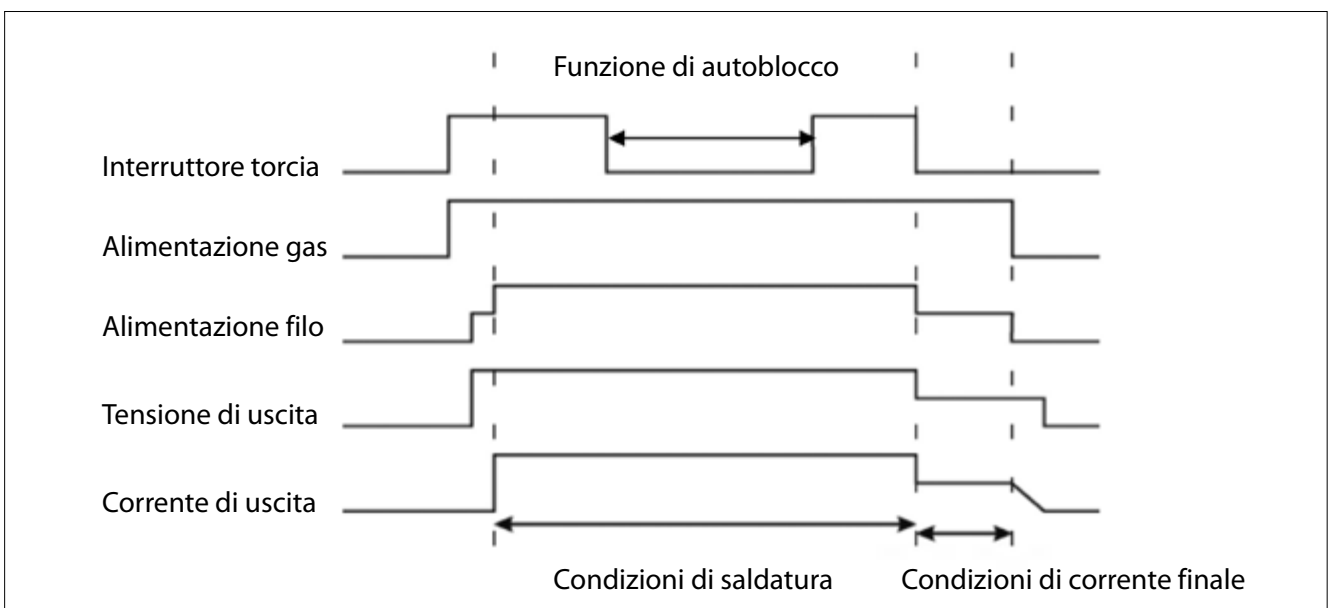 Funzione di autoblocco
Interruttore torcia
Alimentazione gas
Alimentazione filo
Tensione di uscita
Corrente di uscita
Condizioni di saldatura
Condizioni di corrente finale